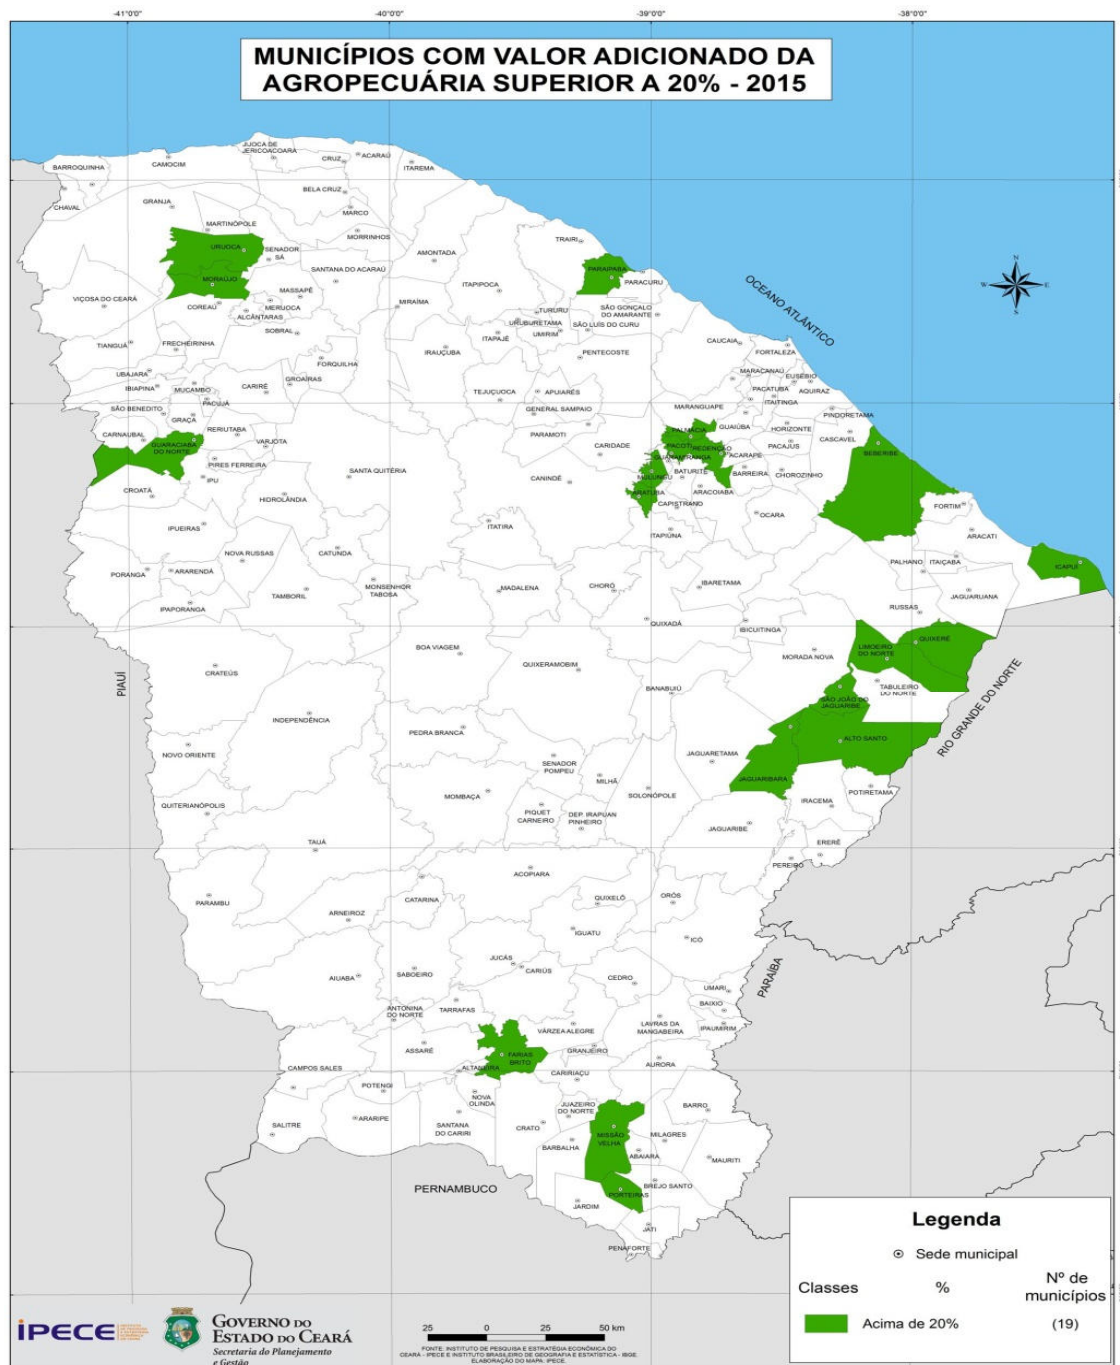 -41°0'0"
-40°0'0"
-39°0'0"
-38°0'0"
MUNICÍPIOS COM VALOR ADICIONADO DA
AGROPECUÁRIA SUPERIOR A 20% - 2015
JIJOCA DE
JERICOACOARA
CRUZ
ACARAÚ
ITAREMA
BARROQUINHA
CAMOCIM
CHAVAL
BELA CRUZ
GRANJA
MARCO
MARTINÓPOLE
MORRINHOS
URUOCA
SENADOR
SÁ
AMONTADA
TRAIRI
SANTANA DO ACARAÚ
PARAIPABA
PARACURU
MORAÚJO
MASSAPÊ
ITAPIPOCA
OCEANO ATLÂNTICO
N
W
E
S
VIÇOSA DO CEARÁ
COREAÚ
MERUOCA
ALCÂNTARAS
MIRAÍMA
TURURU
SÃO GONÇALO
DO AMARANTE
URUBURETAMA
SÃO LUÍS DO CURU
UMIRIM
SOBRAL
ITAPAJÉ
TIANGUÁ
FRECHEIRINHA
IRAUÇUBA
PENTECOSTE
CAUCAIA
FORTALEZA
FORQUILHA
UBAJARA
MARACANAÚ
EUSÉBIO
IBIAPINA
MUCAMBO
CARIRÉ
GROAÍRAS
TEJUÇUOCA
APUIARÉS
PACATUBA
AQUIRAZ
ITAITINGA
PACUJÁ
SÃO BENEDITO
GRAÇA
GENERAL SAMPAIO
MARANGUAPE
PINDORETAMA
RERIUTABA
PARAMOTI
GUAIÚBA
HORIZONTE
CARNAUBAL
GUARACIABA
DO NORTE
VARJOTA
CARIDADE
PALMÁCIA
PACOTI
REDENÇÃO
PACAJUS
CASCAVEL
BEBERIBE
PIRES FERREIRA
GUARAMIRANGA
ACARAPE
IPU
SANTA QUITÉRIA
CANINDÉ
MULUNGU
BATURITÉ
BARREIRA
CHOROZINHO
CROATÁ
HIDROLÂNDIA
ARATUBA
ARACOIABA
CAPISTRANO
FORTIM
IPUEIRAS
ITATIRA
ITAPIÚNA
OCARA
ARACATI
NOVA RUSSAS
CATUNDA
PALHANO
ITAIÇABA
ICAPUÍ
PORANGA
ARARENDÁ
TAMBORIL
MONSENHOR
TABOSA
MADALENA
CHORÓ
IBARETAMA
JAGUARUANA
IPAPORANGA
RUSSAS
QUIXADÁ
IBICUITINGA
BOA VIAGEM
QUIXERAMOBIM
MORADA NOVA
LIMOEIRO
DO NORTE
QUIXERÉ
CRATEÚS
PIAUÍ
BANABUIÚ
TABULEIRO
DO NORTE
SÃO JOÃO DO
JAGUARIBE
INDEPENDÊNCIA
RIO GRANDE DO NORTE
PEDRA BRANCA
ALTO SANTO
NOVO ORIENTE
SENADOR
POMPEU
JAGUARETAMA
MILHÃ
JAGUARIBARA
QUITERIANÓPOLIS
MOMBAÇA
SOLONÓPOLE
POTIRETAMA
IRACEMA
PIQUET
CARNEIRO
DEP. IRAPUAN
PINHEIRO
JAGUARIBE
TAUÁ
ERERÊ
PEREIRO
ACOPIARA
PARAMBU
CATARINA
QUIXELÔ
ORÓS
ARNEIROZ
IGUATU
ICÓ
JUCÁS
CARIÚS
AIUABA
SABOEIRO
CEDRO
PARAÍBA
UMARI
BAIXIO
ANTONINA
DO NORTE
TARRAFAS
VÁRZEA ALEGRE
LAVRAS DA
MANGABEIRA
IPAUMIRIM
ASSARÉ
FARIAS
BRITO
GRANJEIRO
CAMPOS SALES
ALTANEIRA
CARIRIAÇU
AURORA
POTENGI
NOVA
OLINDA
JUAZEIRO
DO NORTE
BARRO
ARARIPE
SALITRE
SANTANA
DO CARIRI
CRATO
MISSÃO
VELHA
BARBALHA
MILAGRES
ABAIARA
MAURITI
PERNAMBUCO
PORTEIRAS
BREJO SANTO
JARDIM
JATI
PENAFORTE
Legenda
Sede municipal
Classes
%
Nº de
municípios
Acima de 20%
(19)
IPECE
GOVERNO DO
ESTADO DO CEARÁ
Secretaria do Planejamento
e Gestão
25
0
50 km
FONTE: INSTITUTO DE PESQUISA E ESTRATÉGIA ECONÔMICA DO
CEARÁ - IPECE E INSTITUTO BRASILEIRO DE GEOGRAFIA E ESTATÍSTICA - IBGE.
ELABORAÇÃO DO MAPA: IPECE.